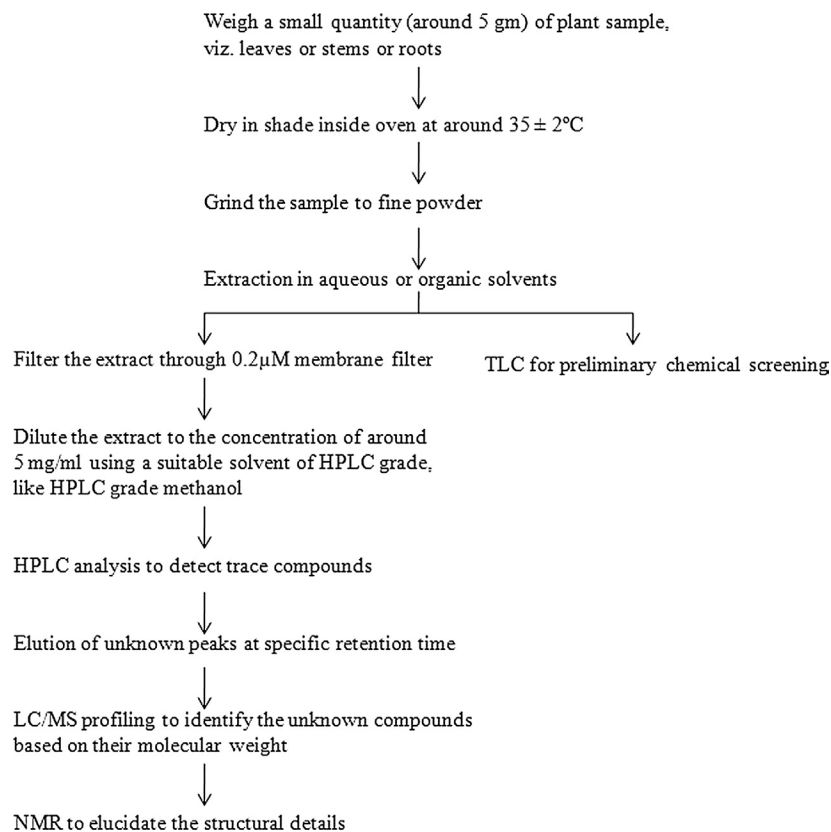 Weigh a small quantity (around 5 gm) of plant sample,
viz. leaves or stems or roots
Dry in shade inside oven at around 35 ± 2°C
Grind the sample to fine powder
Extraction in aqueous or organic solvents
Filter the extract through 0.2µM membrane filter
TLC for preliminary chemical screening
Dilute the extract to the concentration of around
5 mg/ml using a suitable solvent of HPLC grade,
like HPLC grade methanol
HPLC analysis to detect trace compounds
Elution of unknown peaks at specific retention time
LC/MS profiling to identify the unknown compounds
based on their molecular weight
NMR to elucidate the structural details